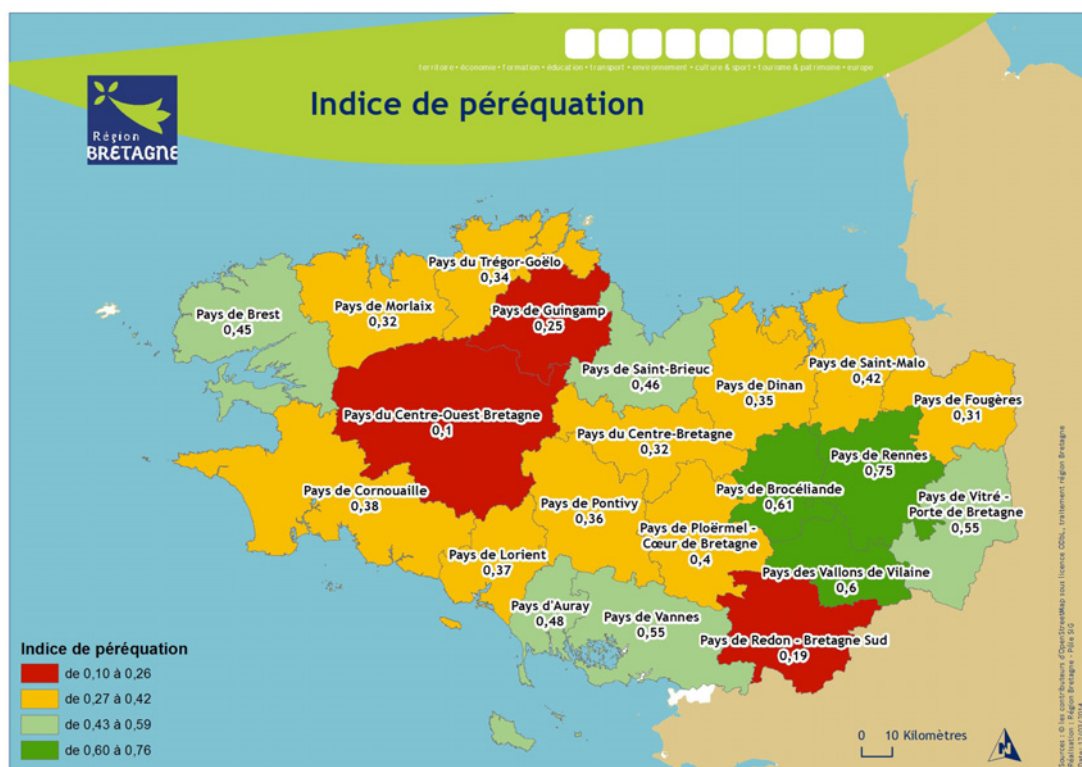 territoire • économie • formation • éducation • transport • environnement • culture & sport • tourisme & patrimoine • europe
Indice de péréquation
Région
BRETAGNE
Pays du Trégor-Goëlo
0,34
Pays de Morlaix
0,32
Pays de Guingamp
0,25
Pays de Brest
0,45
Pays de Saint-Brieuc
0,46
Pays de Saint-Malo
0,42
Pays de Dinan
0,35
Pays de Fougères
0,31
Pays du Centre-Ouest Bretagne
0,1
Pays du Centre-Bretagne
0,32
Pays de Rennes
0,75
Pays de Cornouaille
0,38
Pays de Brocéliande
0,61
Pays de Pontivy
0,36
Pays de Vitré -
Porte de Bretagne
0,55
Pays de Ploërmel -
Cœur de Bretagne
0,4
Pays de Lorient
0,37
Pays des Vallons de Vilaine
0,6
Pays d'Auray
0,48
Pays de Vannes
0,55
Pays de Redon - Bretagne Sud
0,19
Indice de péréquation
de 0,10 à 0,26
de 0,27 à 0,42
de 0,43 à 0,59
de 0,60 à 0,76
0 10 Kilomètres
N
Sources : © les contributeurs d'OpenStreetMap sous licence ODbL, traitement région Bretagne
Réalisation : Région Bretagne - Pôle SIG